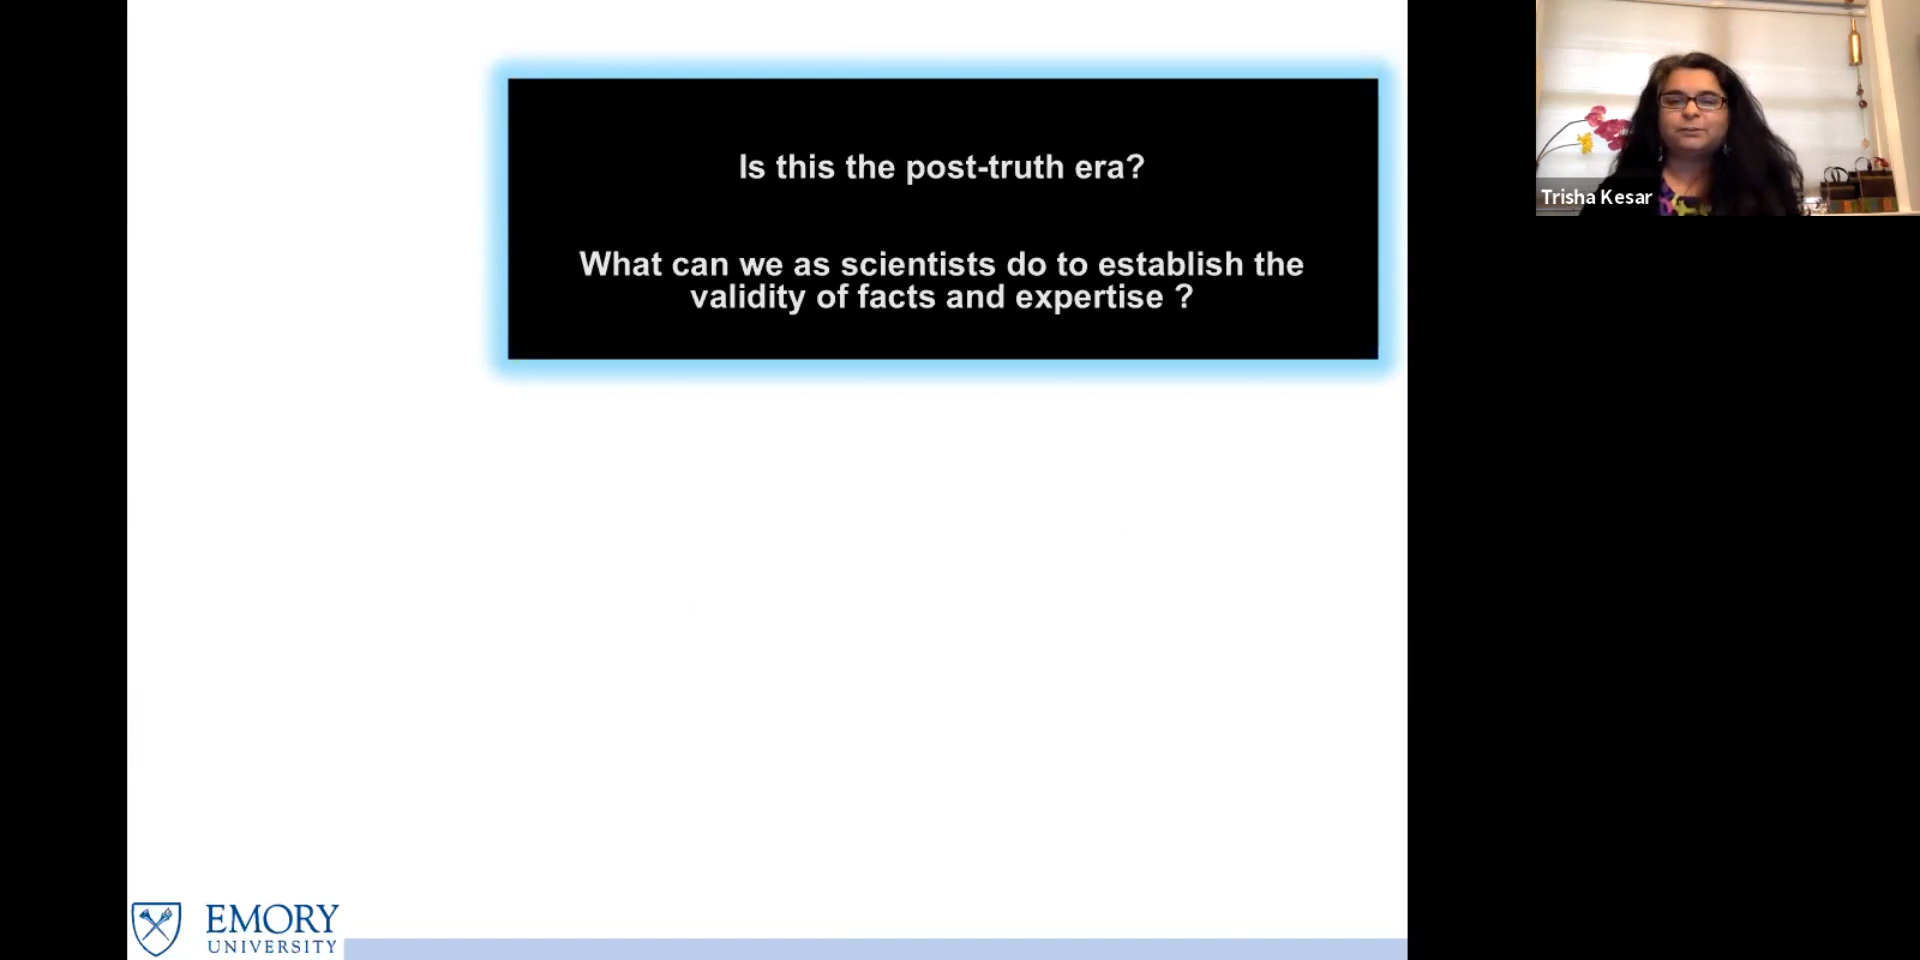 Is this the post-truth era?
What can we as scientists do to establish the
validity of facts and expertise ?
Trisha Kesar
EMORY
UNIVERSITY